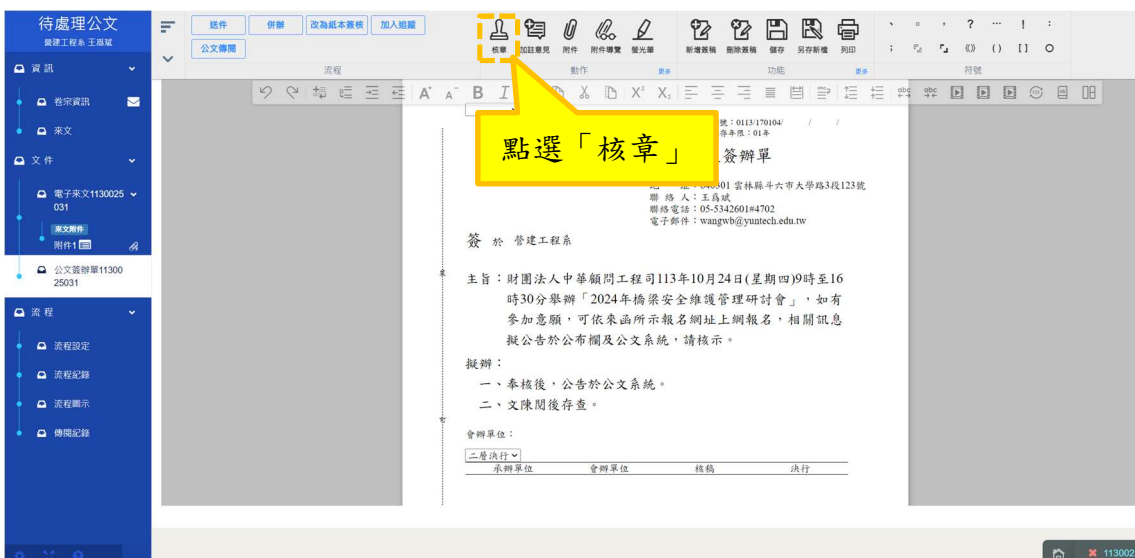 待處理公文
營建工程系 王為斌
資訊
卷宗資訊
來文
文件
電子來文1130025
031
來文附件
附件1
公文簽辦單11300
25031
流程
流程設定
流程紀錄
流程圖示
傳閱紀錄
送件 併辦 改為紙本簽核 加入追蹤
公文傳閱
流程
核章 加註意見 附件 附件導覽 螢光筆
動作 更多
新增簽稿 刪除簽稿 儲存 另存新檔 列印
功能 更多
符號
點選「核章」
號:0113/170104/ / /
存年限:01年
簽辦單
640301 雲林縣斗六市大學路3段123號
聯 絡 人:王為斌
聯絡電話:05-5342601#4702
電子郵件:wangwb@yuntech.edu.tw
簽 於 營建工程系
裝
主旨:財團法人中華顧問工程司113年10月24日(星期四)9時至16
時30分舉辦「2024年橋梁安全維護管理研討會」,如有
參加意願,可依來函所示報名網址上網報名,相關訊息
擬公告於公布欄及公文系統,請核示。
擬辦:
一、奉核後,公告於公文系統。
二、文陳閱後存查。
訂
會辦單位:
二層決行
承辦單位 會辦單位 核稿 決行
113002